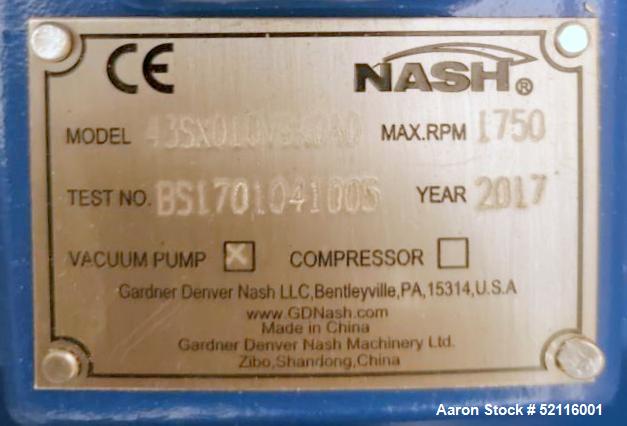 CE NASH®
MODEL MAX.RPM 1750
TEST NO. BS1701041005 YEAR 2017
VACUUM PUMP X COMPRESSOR
Gardner Denver Nash LLC,Bentleyville,PA,15314,U.S.A
www.GDNash.com
Made in China
Gardner Denver Nash Machinery Ltd.
Zibo,Shandong,China
Aaron Stock # 52116001